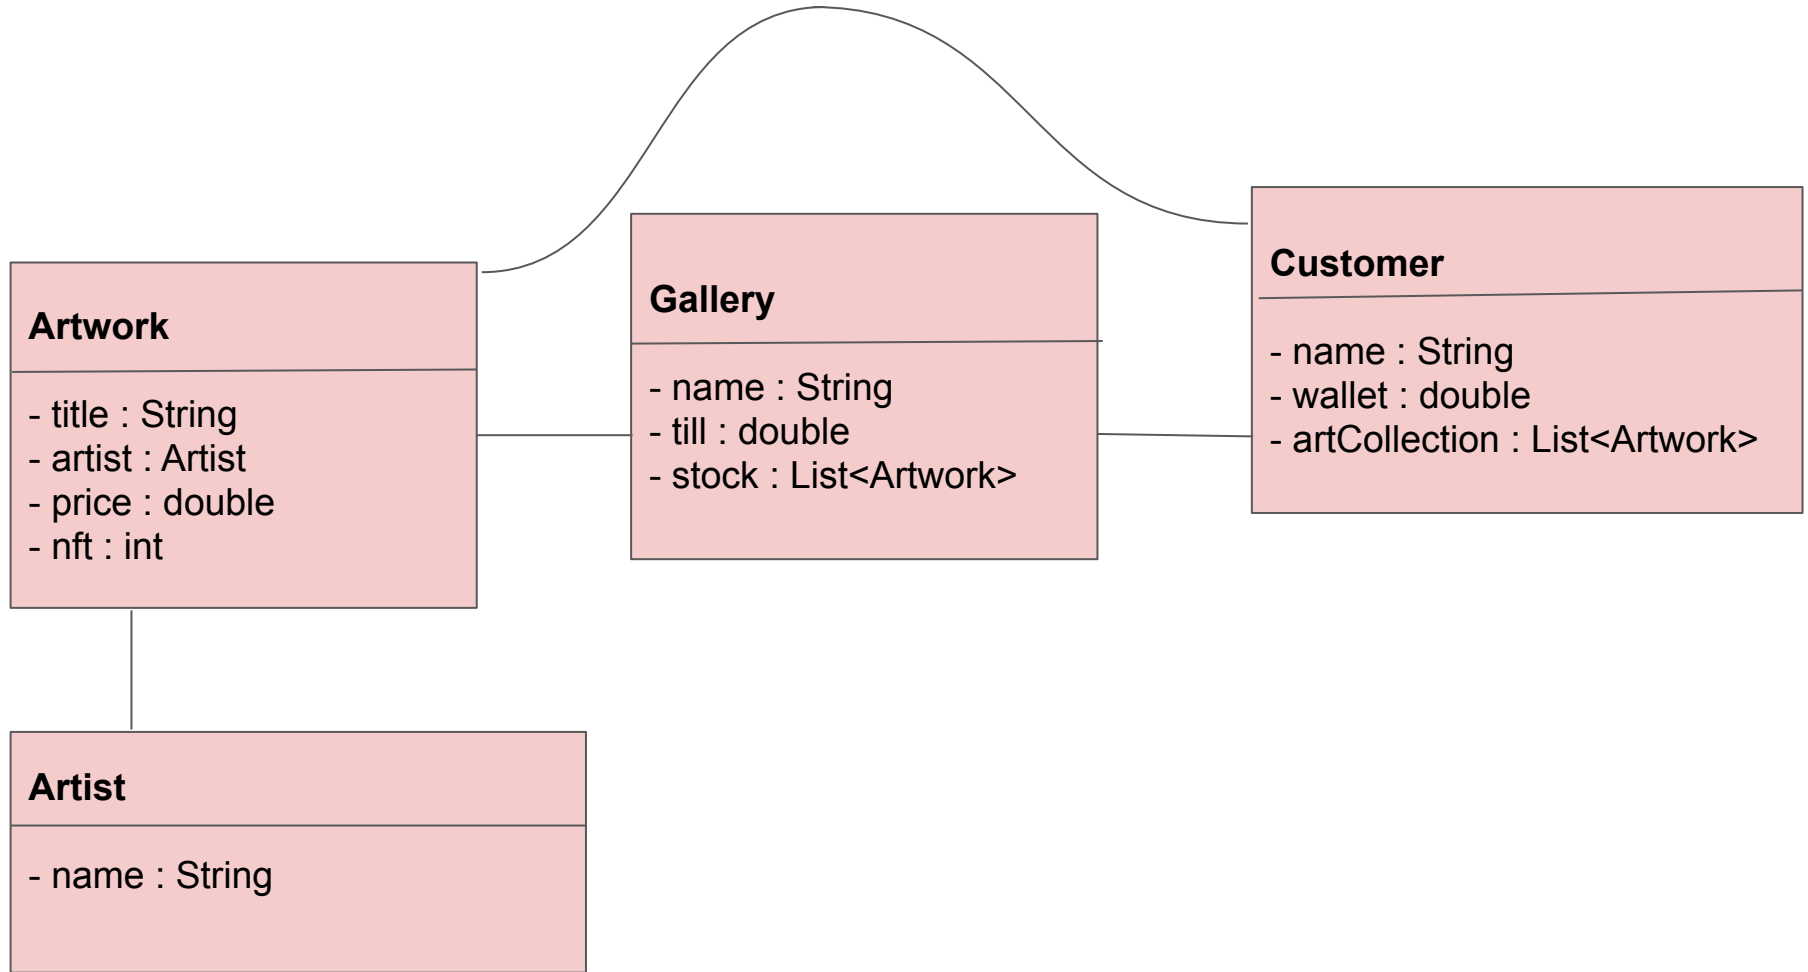 Artwork
- title : String
- artist : Artist
- price : double
- nft : int
Gallery
- name : String
- till : double
- stock : List<Artwork>
Customer
- name : String
- wallet : double
- artCollection : List<Artwork>
Artist
- name : String